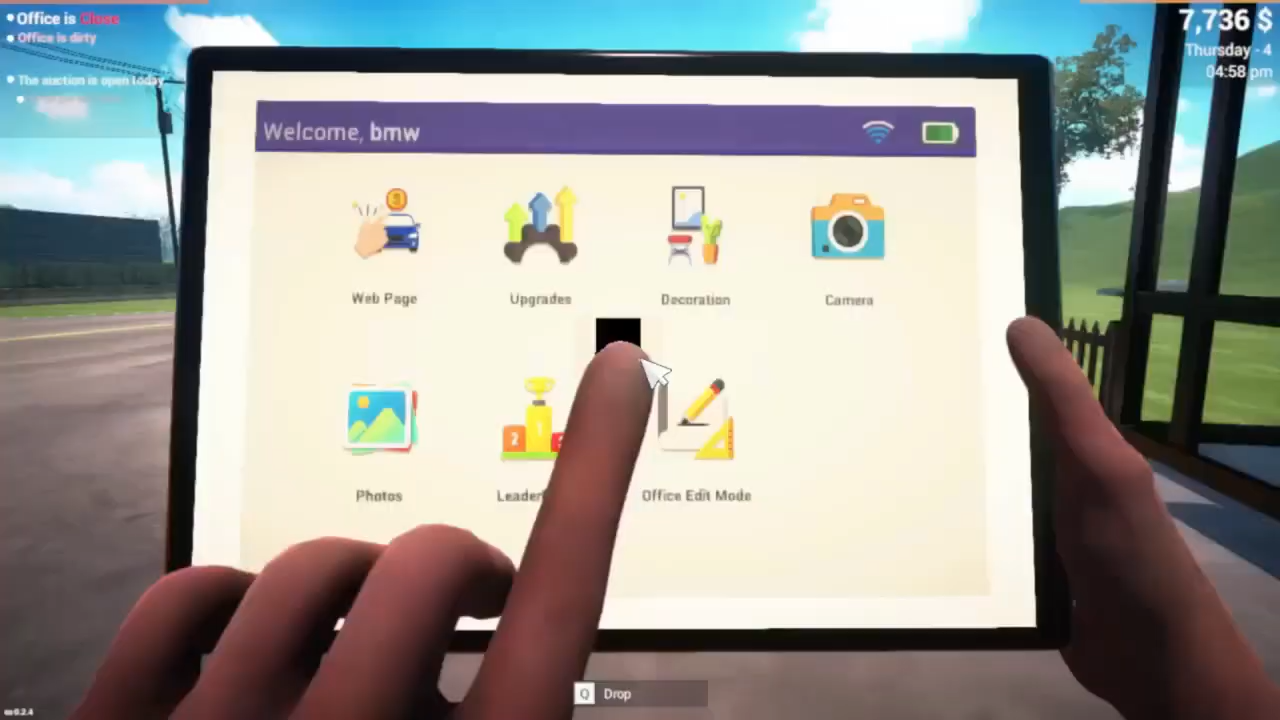 Office is Close
Office is dirty
The auction is open today
7,736 $
Thursday - 4
04:58 pm
Welcome, bmw
Web Page
Upgrades
Decoration
Camera
Photos
Leader
Office Edit Mode
Q Drop